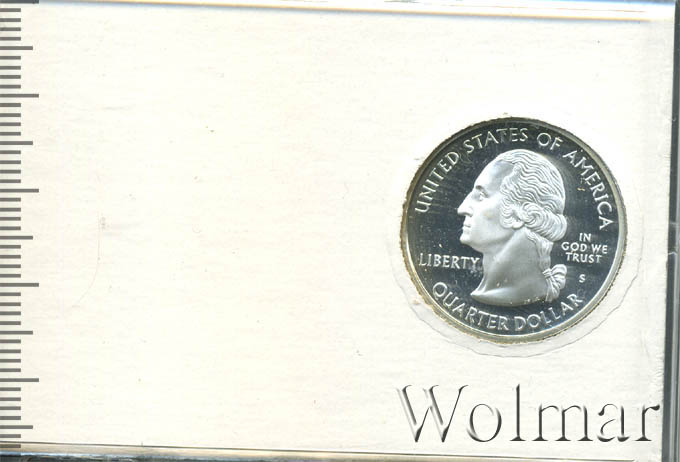 UNITED STATES OF AMERICA
LIBERTY
IN
GOD WE
TRUST
S
QUARTER DOLLAR
Wolmar